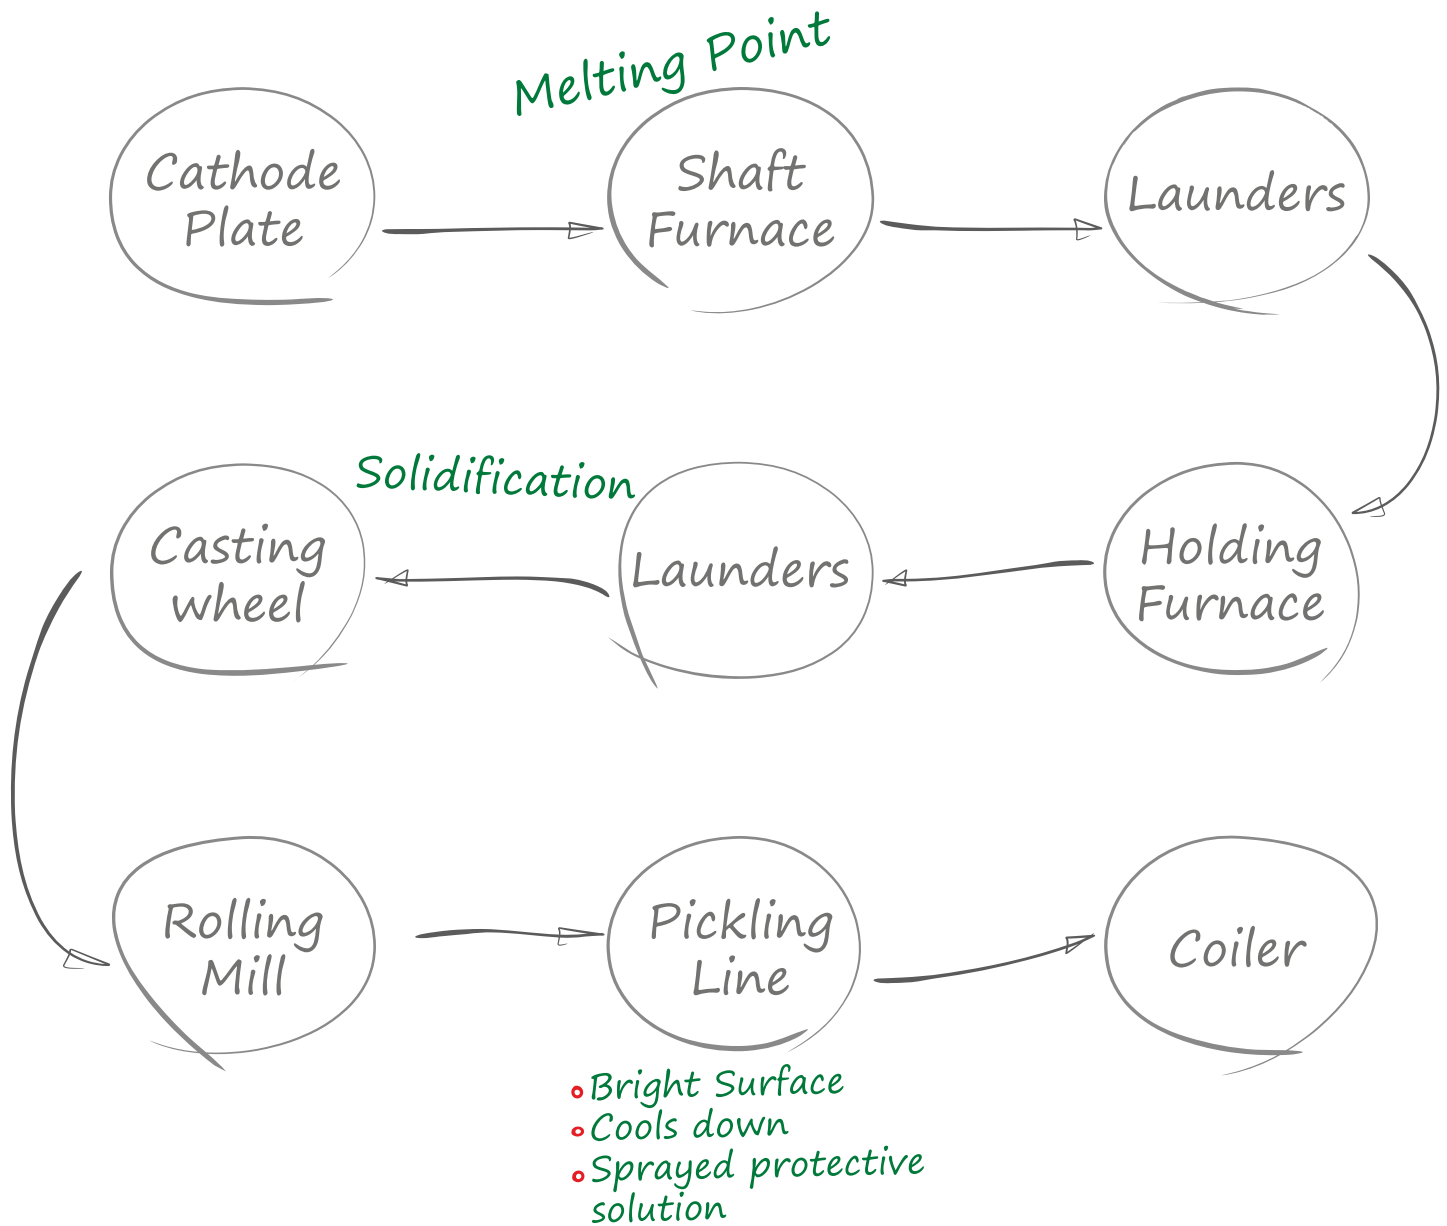 Melting Point
Cathode
Plate
Shaft
Furnace
Launders
Solidification
Casting
wheel
Launders
Holding
Furnace
Rolling
Mill
Pickling
Line
Coiler
Bright Surface
Cools down
Sprayed protective
solution